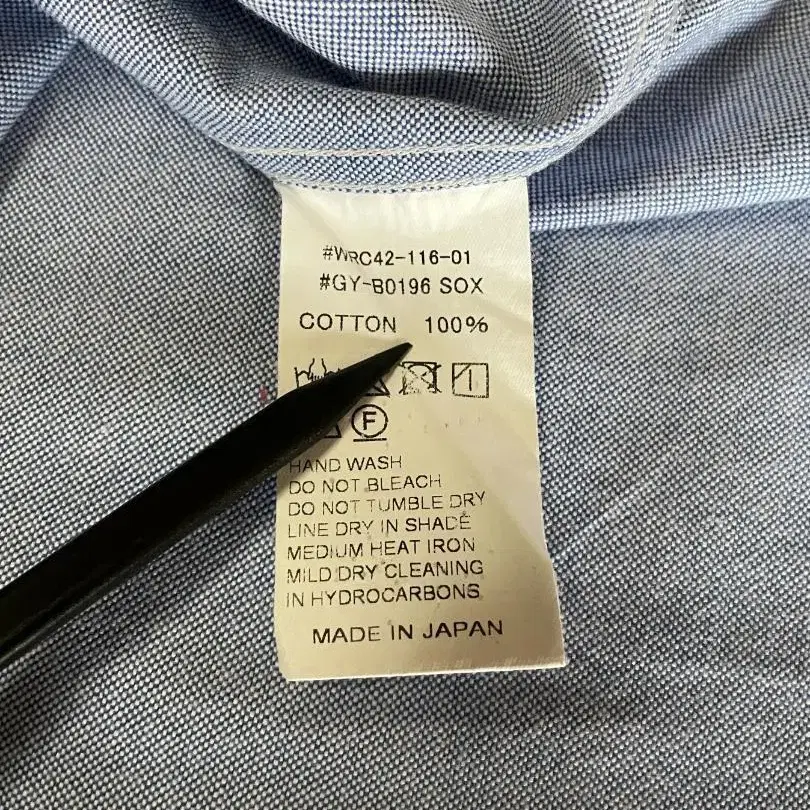 #WRC42-116-01
#GY-B0196 SOX
COTTON 100%
F
HAND WASH
DO NOT BLEACH
DO NOT TUMBLE DRY
LINE DRY IN SHADE
MEDIUM HEAT IRON
MILD DRY CLEANING
IN HYDROCARBONS
MADE IN JAPAN